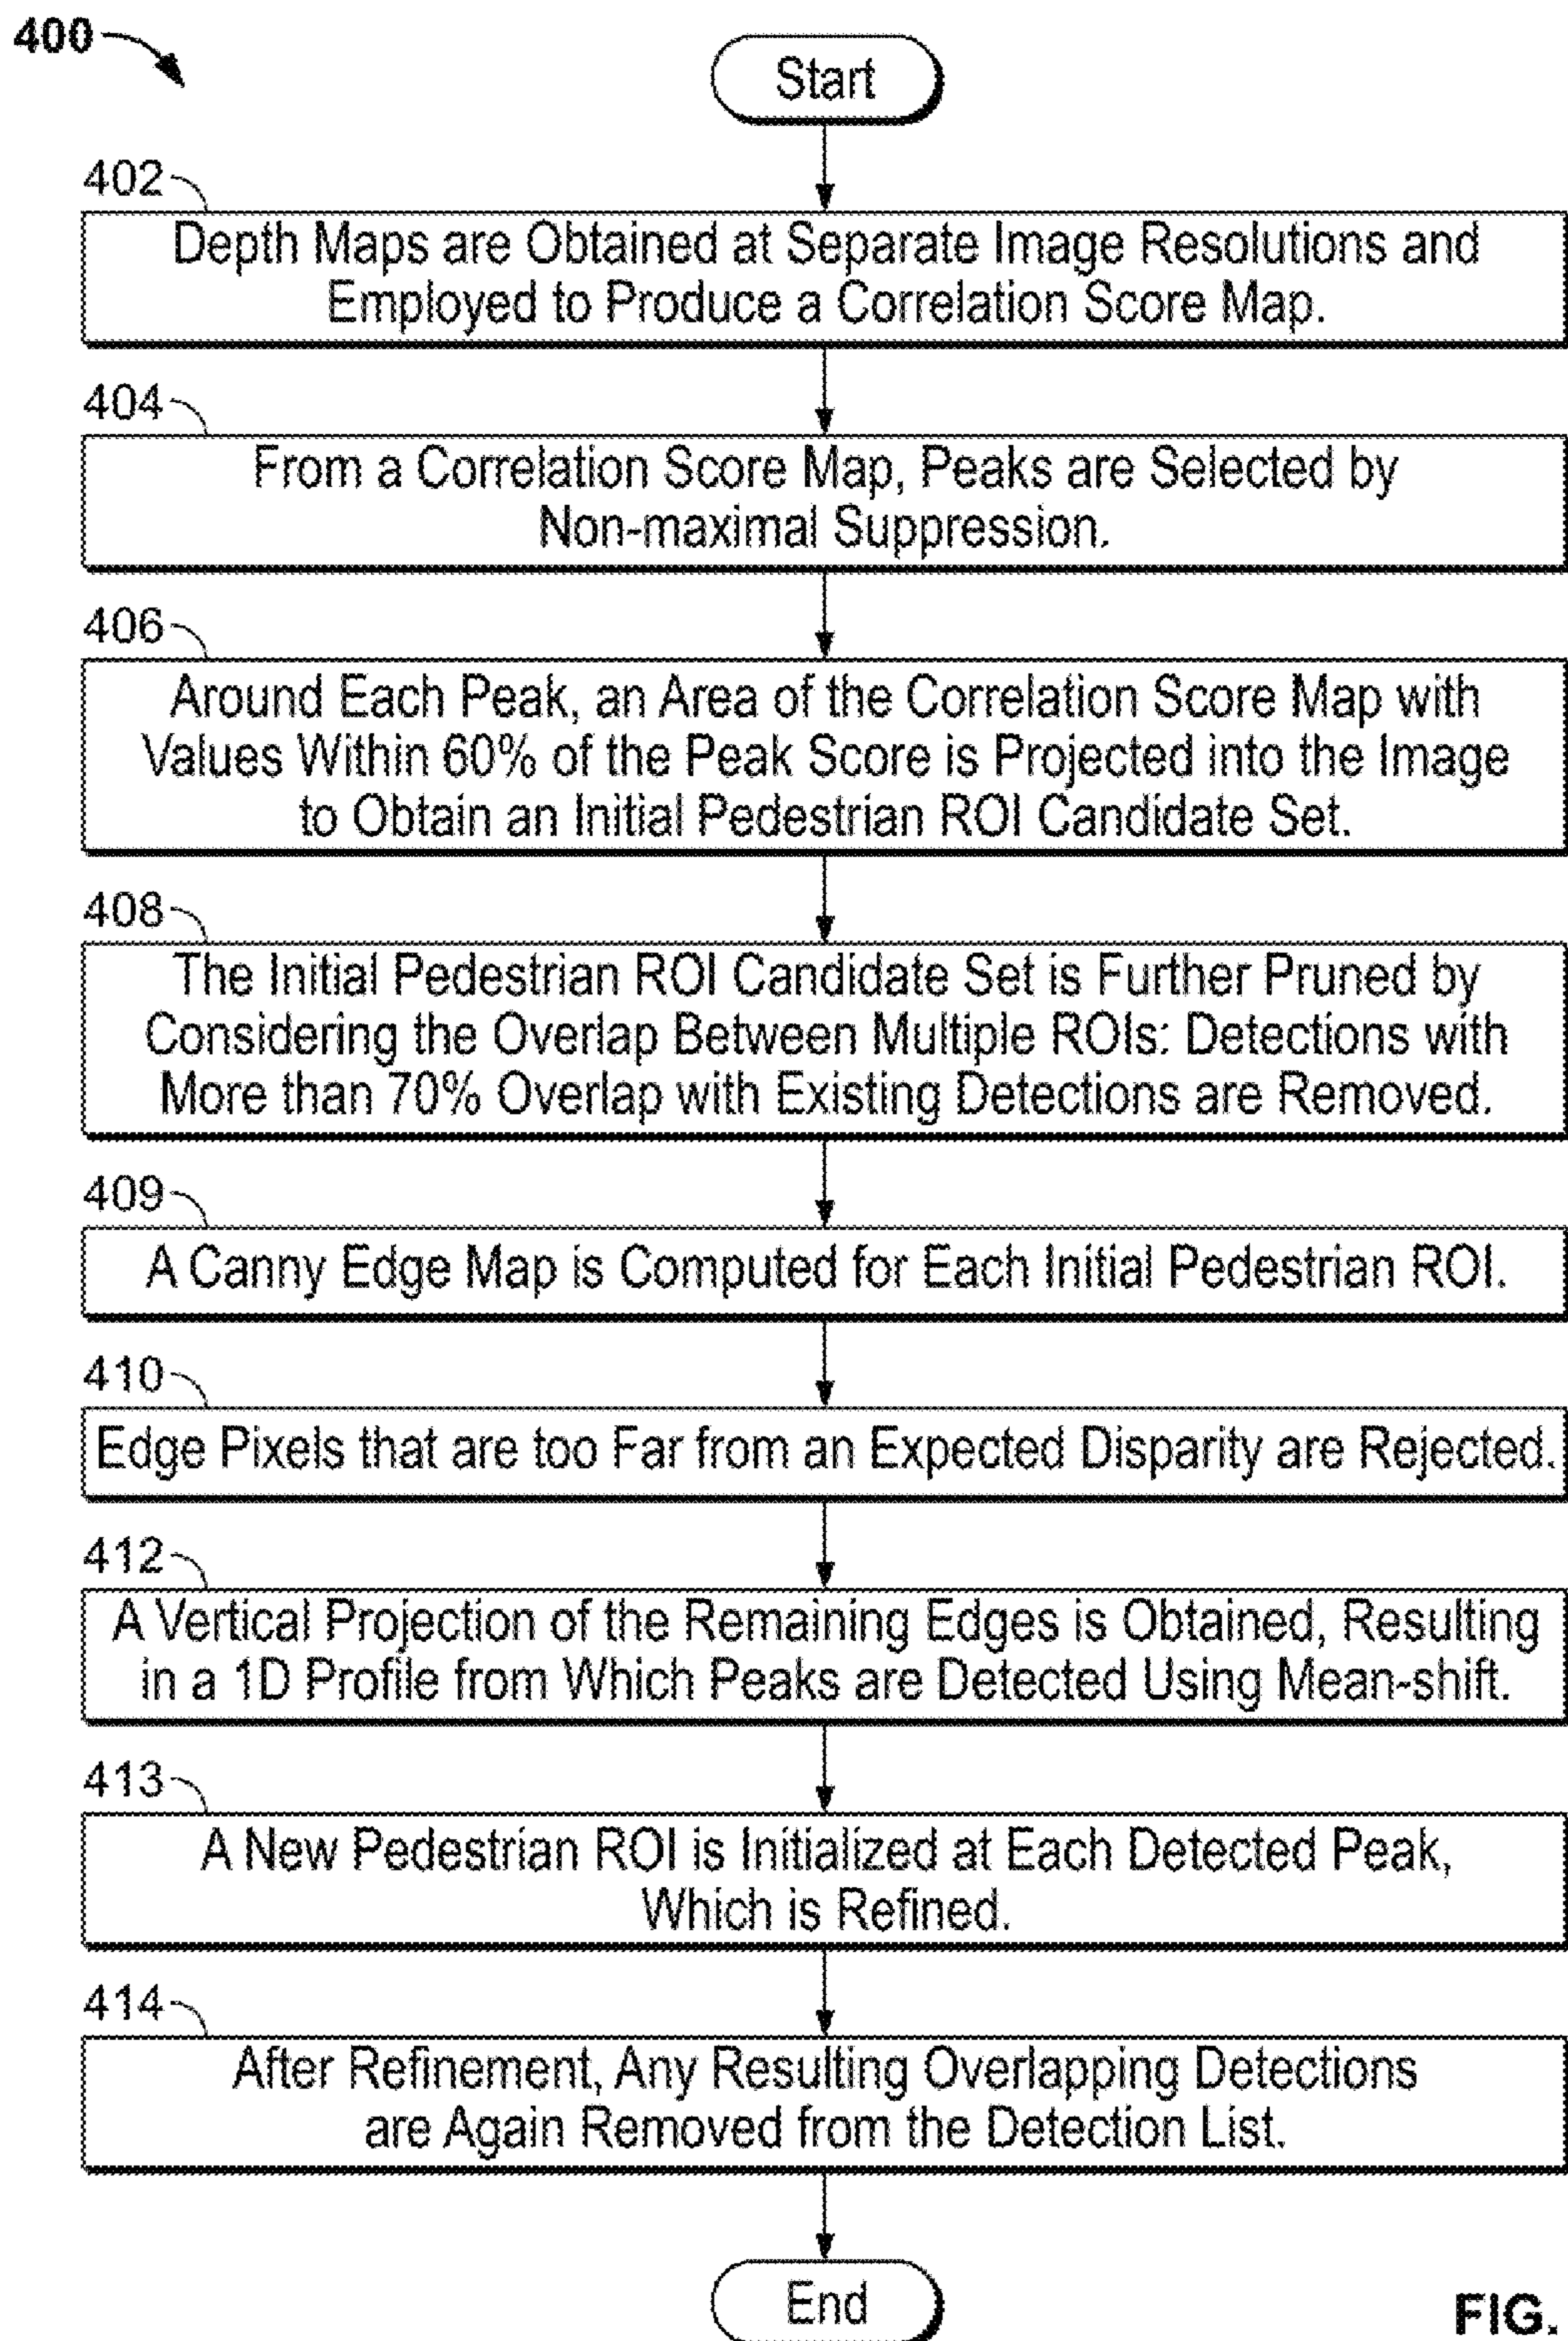 400
Start
402
Depth Maps are Obtained at Separate Image Resolutions and
Employed to Produce a Correlation Score Map.
404
From a Correlation Score Map, Peaks are Selected by
Non-maximal Suppression.
406
Around Each Peak, an Area of the Correlation Score Map with
Values Within 60% of the Peak Score is Projected into the Image
to Obtain an Initial Pedestrian ROI Candidate Set.
408
The Initial Pedestrian ROI Candidate Set is Further Pruned by
Considering the Overlap Between Multiple ROIs: Detections with
More than 70% Overlap with Existing Detections are Removed.
409
A Canny Edge Map is Computed for Each Initial Pedestrian ROI.
410
Edge Pixels that are too Far from an Expected Disparity are Rejected.
412
A Vertical Projection of the Remaining Edges is Obtained, Resulting
in a 1D Profile from Which Peaks are Detected Using Mean-shift.
413
A New Pedestrian ROI is Initialized at Each Detected Peak,
Which is Refined.
414
After Refinement, Any Resulting Overlapping Detections
are Again Removed from the Detection List.
End
FIG.